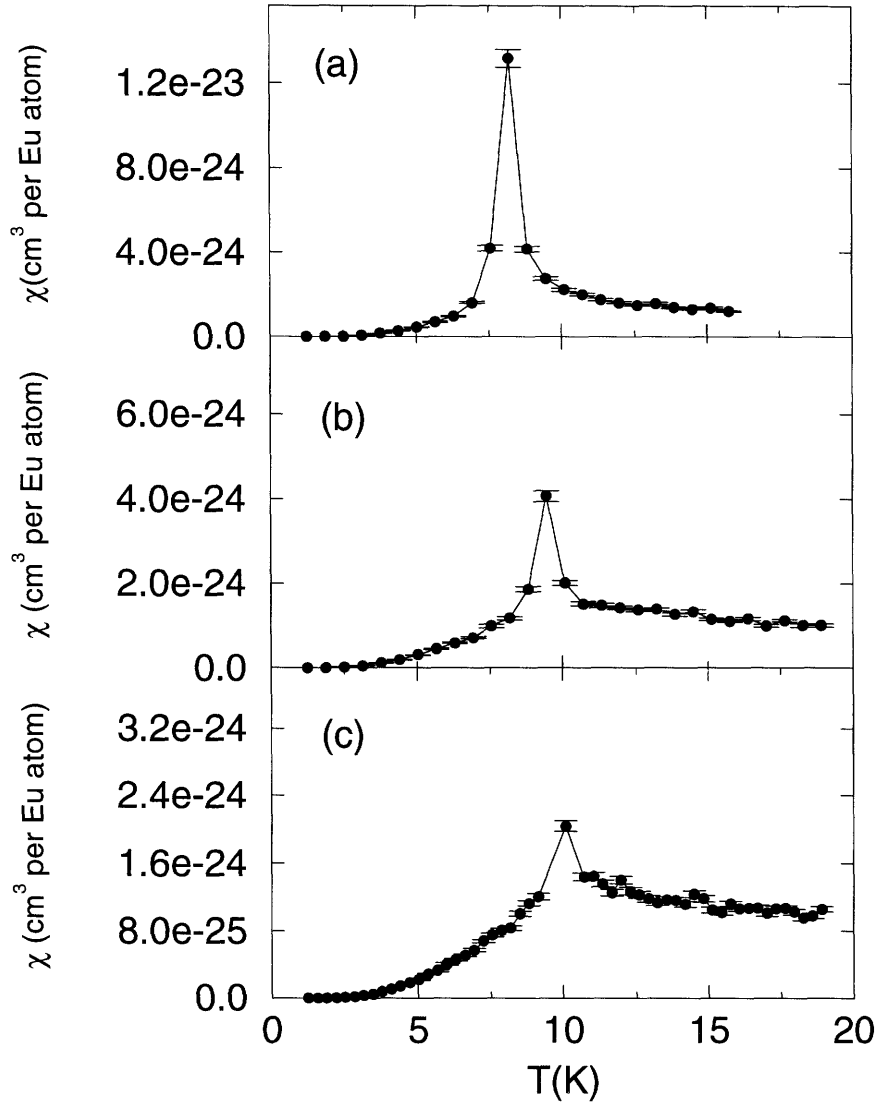 (a)
χ(cm³ per Eu atom)
1.2e-23
8.0e-24
4.0e-24
0.0
(b)
χ (cm³ per Eu atom)
6.0e-24
4.0e-24
2.0e-24
0.0
(c)
χ (cm³ per Eu atom)
3.2e-24
2.4e-24
1.6e-24
8.0e-25
0.0
0 5 10 15 20
T(K)